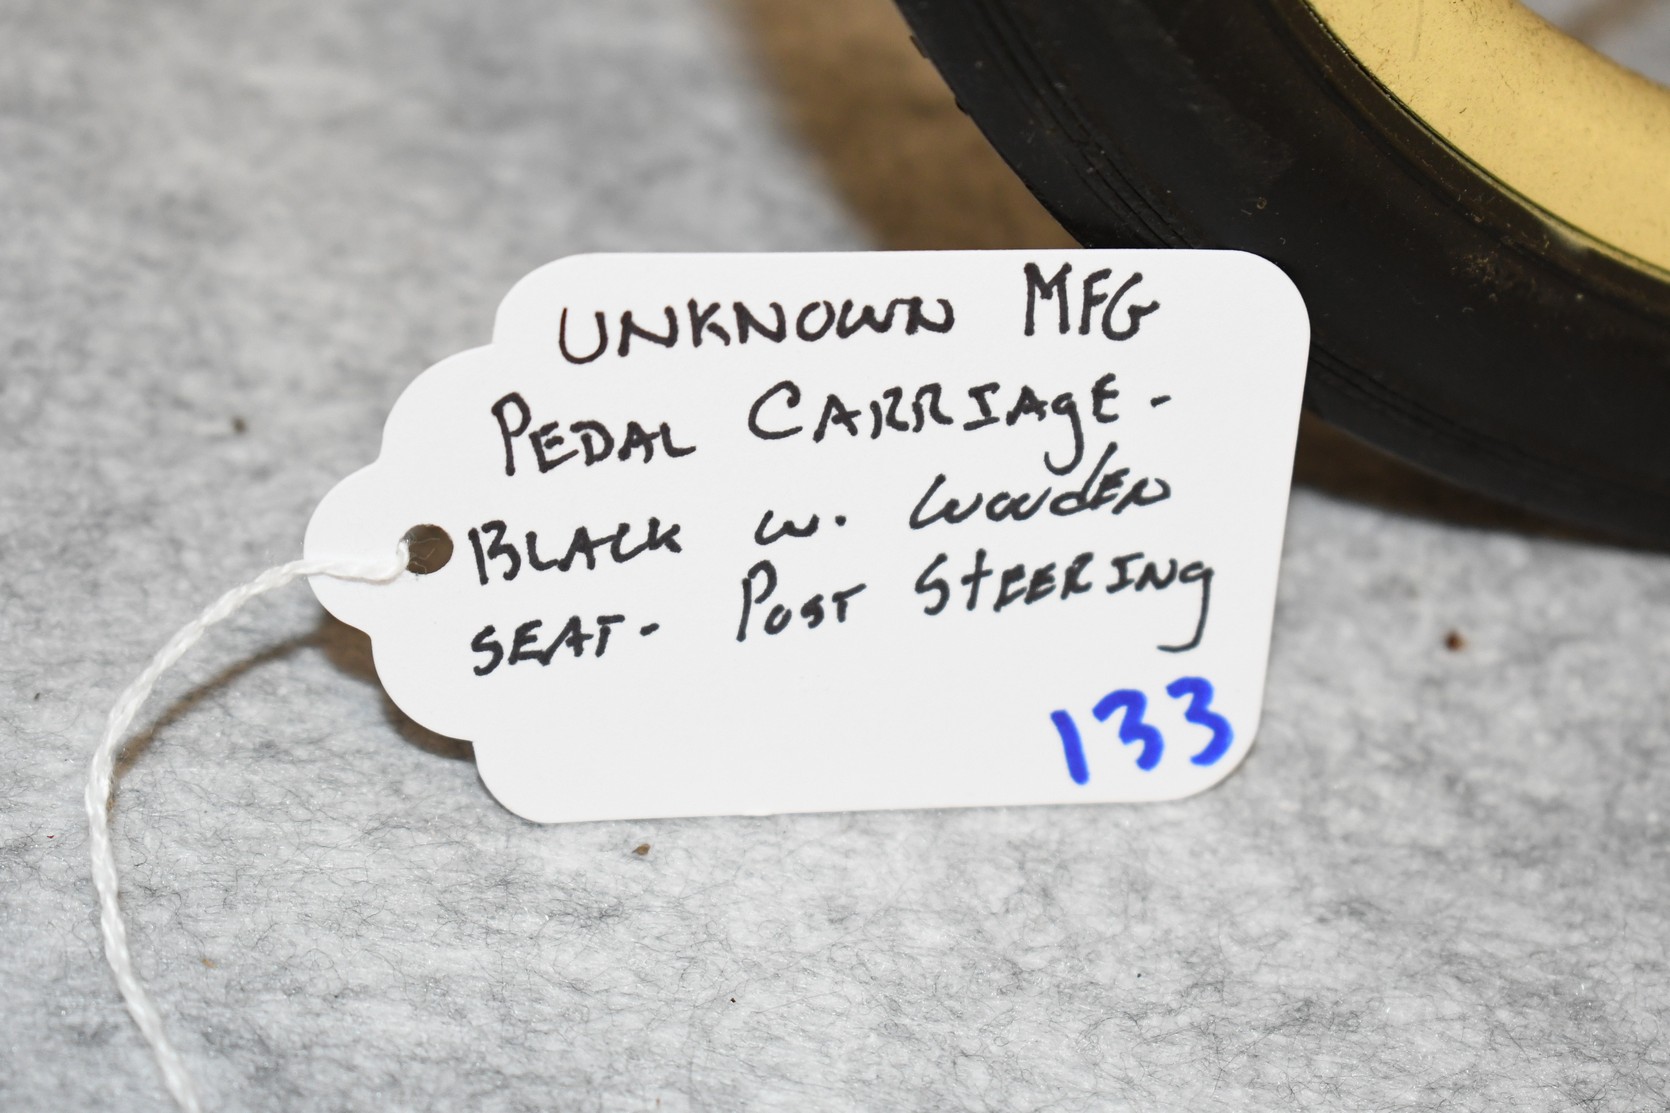 UNKNOWN MFG
PEDAL CARRIAGE-
BLACK w. WOODEN
SEAT- POST STEERING
133